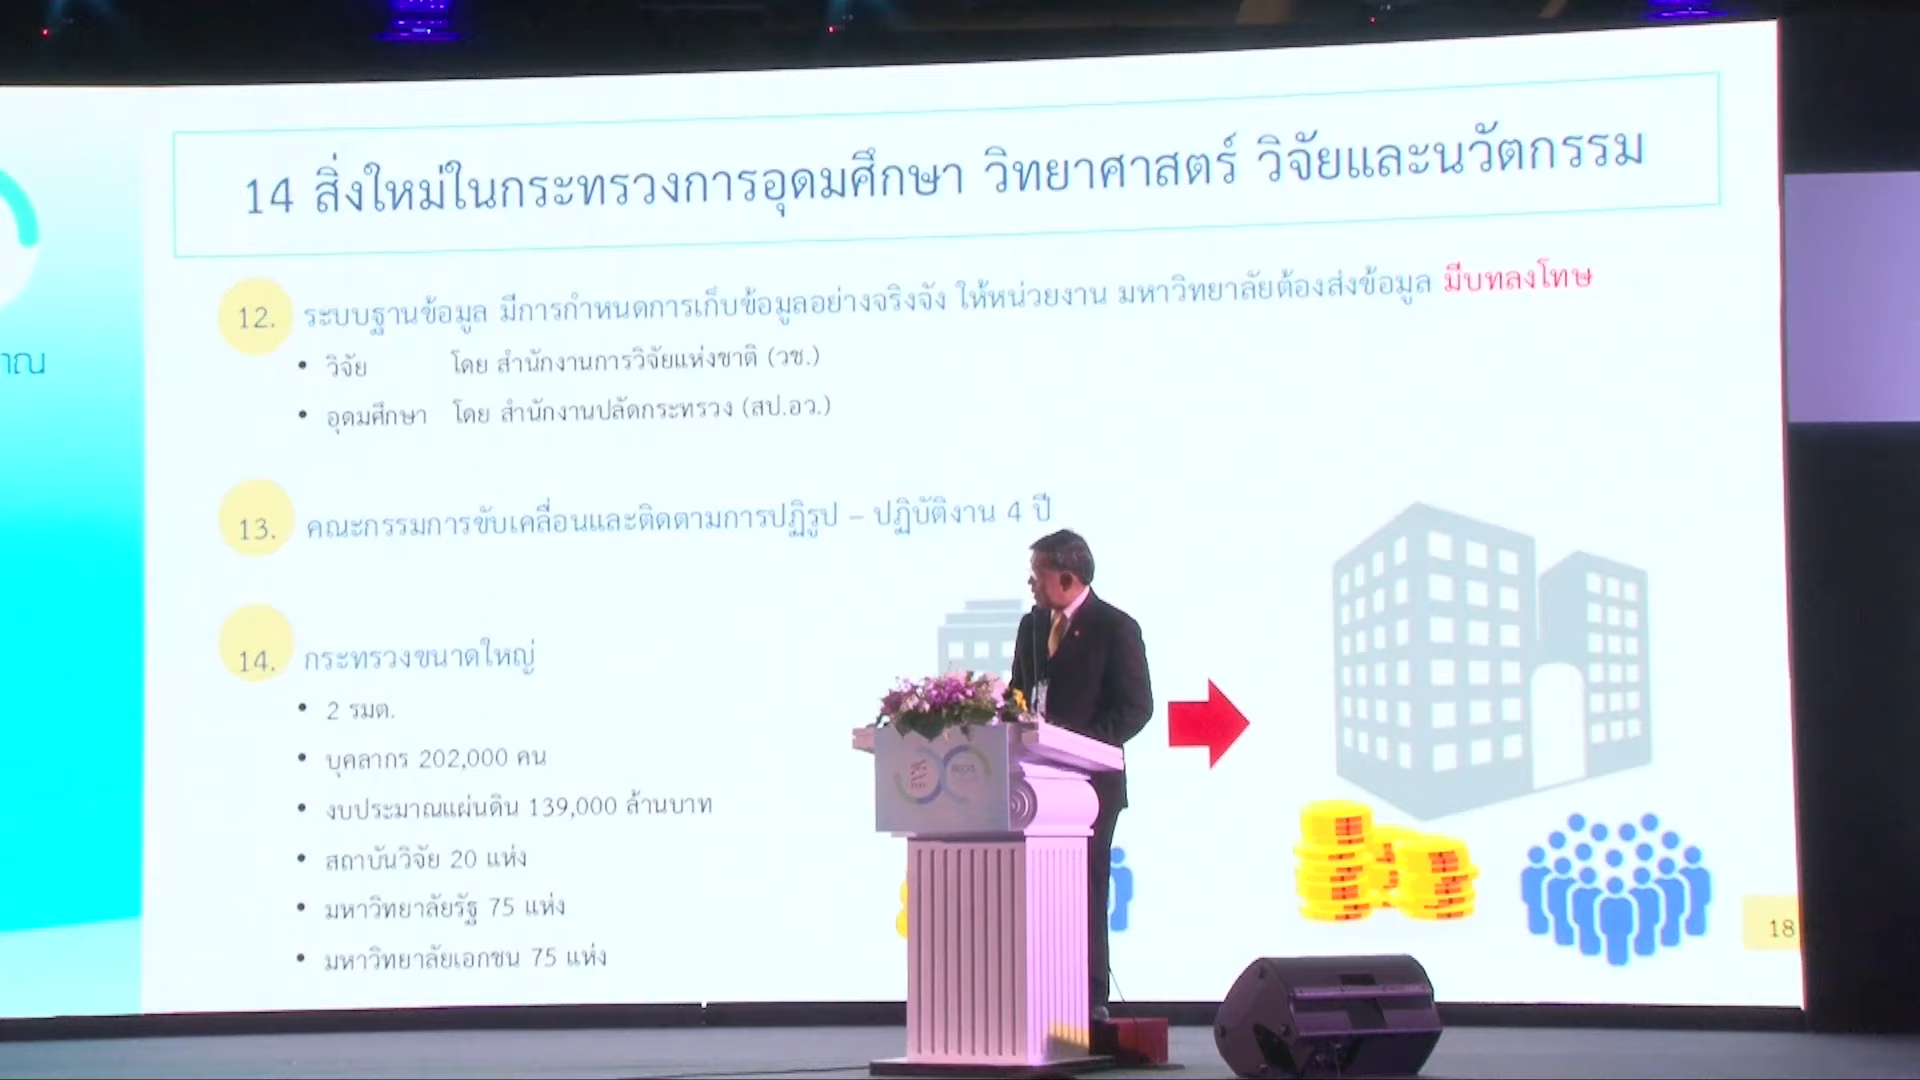 14 สิ่งใหม่ในกระทรวงการอุดมศึกษา วิทยาศาสตร์ วิจัยและนวัตกรรม
12. ระบบฐานข้อมูล มีการกำหนดการเก็บข้อมูลอย่างจริงจัง ให้หน่วยงาน มหาวิทยาลัยต้องส่งข้อมูล มีบทลงโทษ
• วิจัย โดย สำนักงานการวิจัยแห่งชาติ (วช.)
• อุดมศึกษา โดย สำนักงานปลัดกระทรวง (สป.อว.)
13. คณะกรรมการขับเคลื่อนและติดตามการปฏิรูป – ปฏิบัติงาน 4 ปี
14. กระทรวงขนาดใหญ่
• 2 รมต.
• บุคลากร 202,000 คน
• งบประมาณแผ่นดิน 139,000 ล้านบาท
• สถาบันวิจัย 20 แห่ง
• มหาวิทยาลัยรัฐ 75 แห่ง
• มหาวิทยาลัยเอกชน 75 แห่ง
18